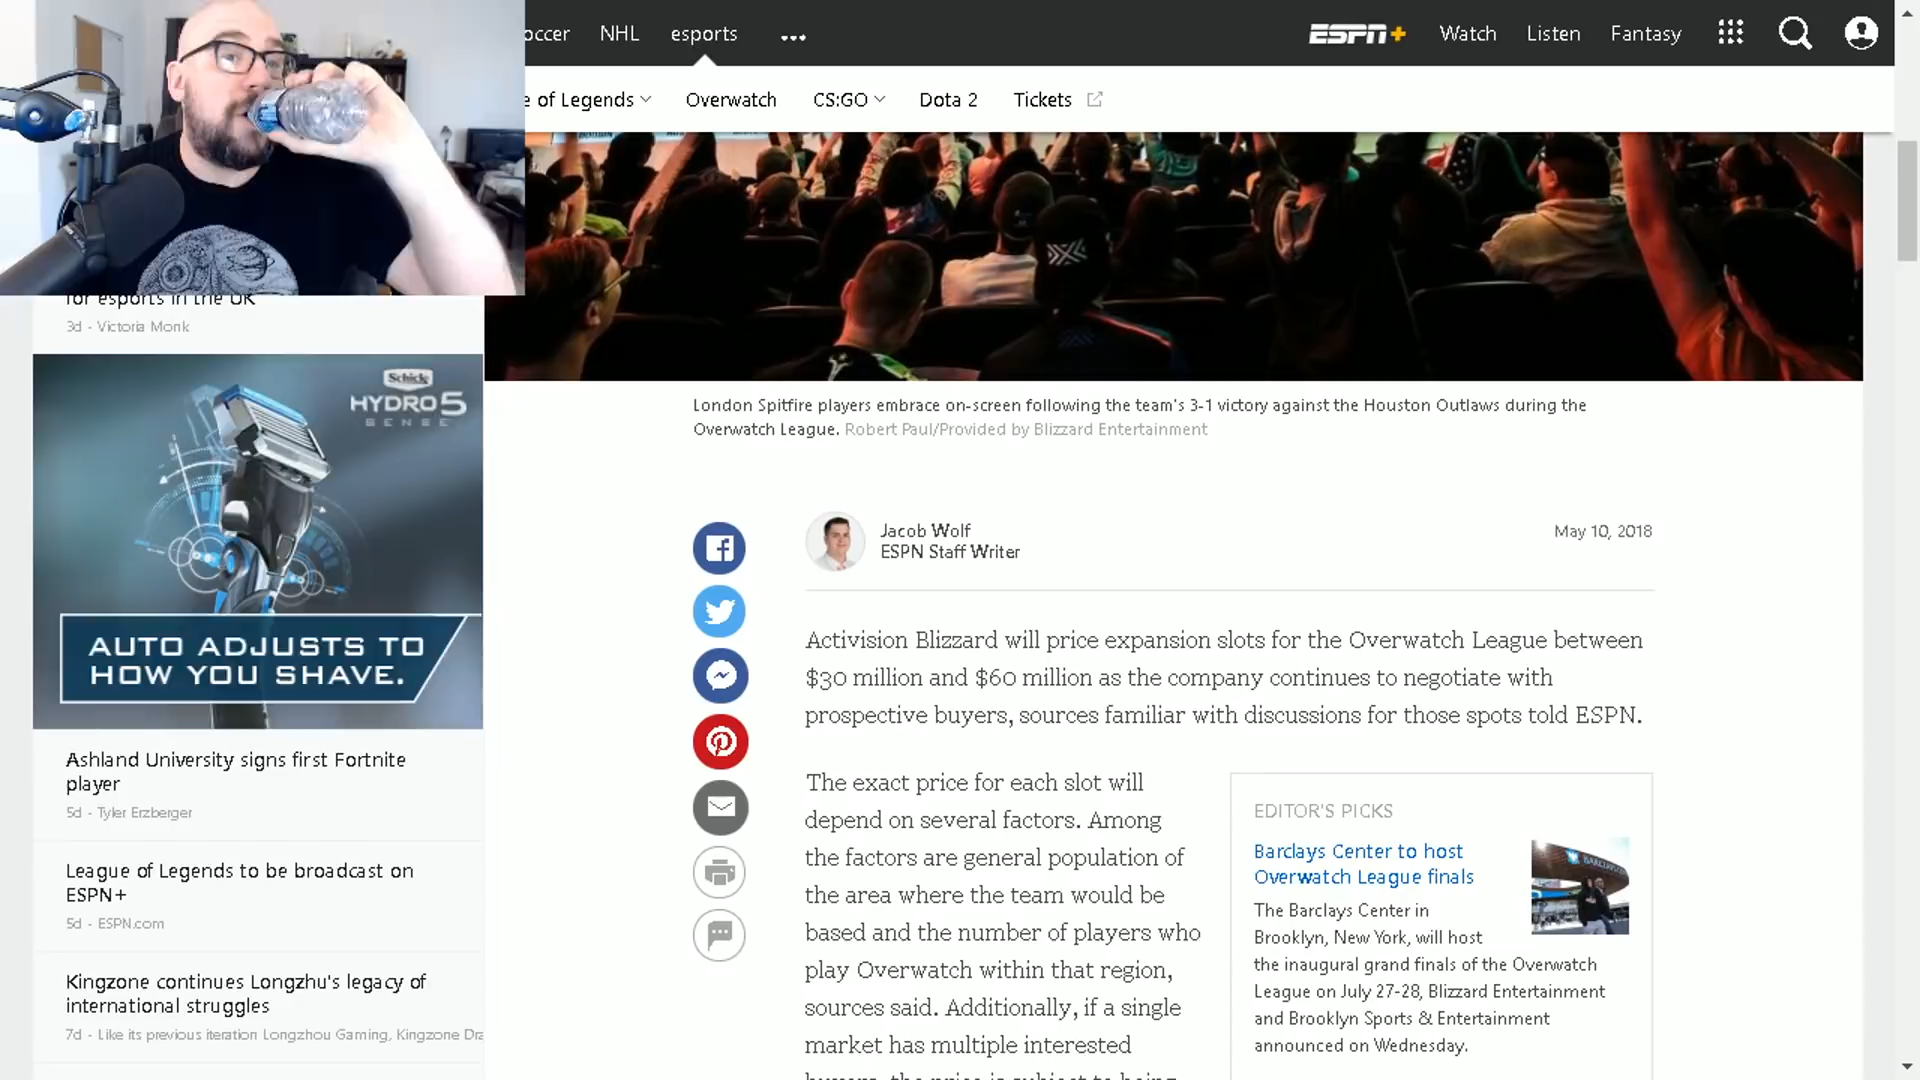 occer NHL esports ...
ESPN+ Watch Listen Fantasy
e of Legends Overwatch CS:GO Dota 2 Tickets
for esports in the UK
3d - Victoria Monk
Schick
HYDRO 5
SENSE
AUTO ADJUSTS TO
HOW YOU SHAVE.
Ashland University signs first Fortnite
player
5d - Tyler Erzberger
League of Legends to be broadcast on
ESPN+
5d - ESPN.com
Kingzone continues Longzhu's legacy of
international struggles
7d - Like its previous iteration Longzhou Gaming, Kingzone Dra
London Spitfire players embrace on-screen following the team's 3-1 victory against the Houston Outlaws during the
Overwatch League. Robert Paul/Provided by Blizzard Entertainment
Jacob Wolf
ESPN Staff Writer
May 10, 2018
Activision Blizzard will price expansion slots for the Overwatch League between
$30 million and $60 million as the company continues to negotiate with
prospective buyers, sources familiar with discussions for those spots told ESPN.
The exact price for each slot will
depend on several factors. Among
the factors are general population of
the area where the team would be
based and the number of players who
play Overwatch within that region,
sources said. Additionally, if a single
market has multiple interested
buyers, the price is subject to being
EDITOR'S PICKS
Barclays Center to host
Overwatch League finals
The Barclays Center in
Brooklyn, New York, will host
the inaugural grand finals of the Overwatch
League on July 27-28, Blizzard Entertainment
and Brooklyn Sports & Entertainment
announced on Wednesday.
BARCLAYS